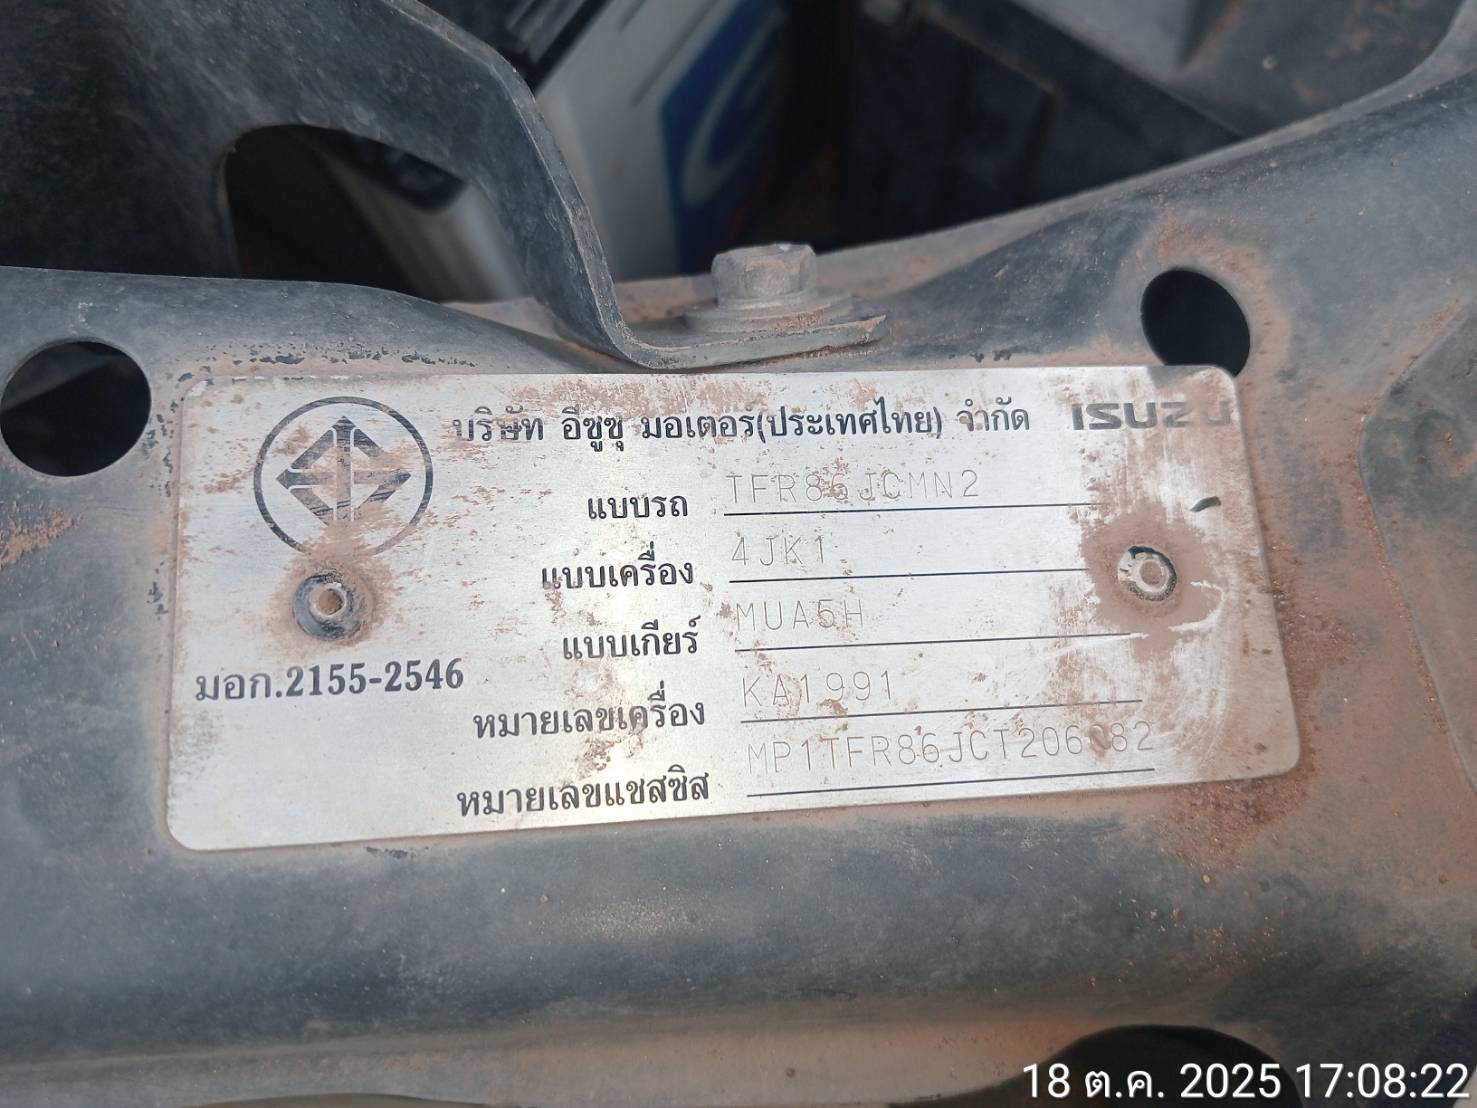 บริษัท อีซูซุ มอเตอร์(ประเทศไทย) จำกัด ISUZU
แบบรถ TFR86JCMN2
แบบเครื่อง 4JK1
แบบเกียร์ MUA5H
มอก.2155-2546
หมายเลขเครื่อง KA1991
หมายเลขแชสซิส
18 ต.ค. 2025 17:08:22